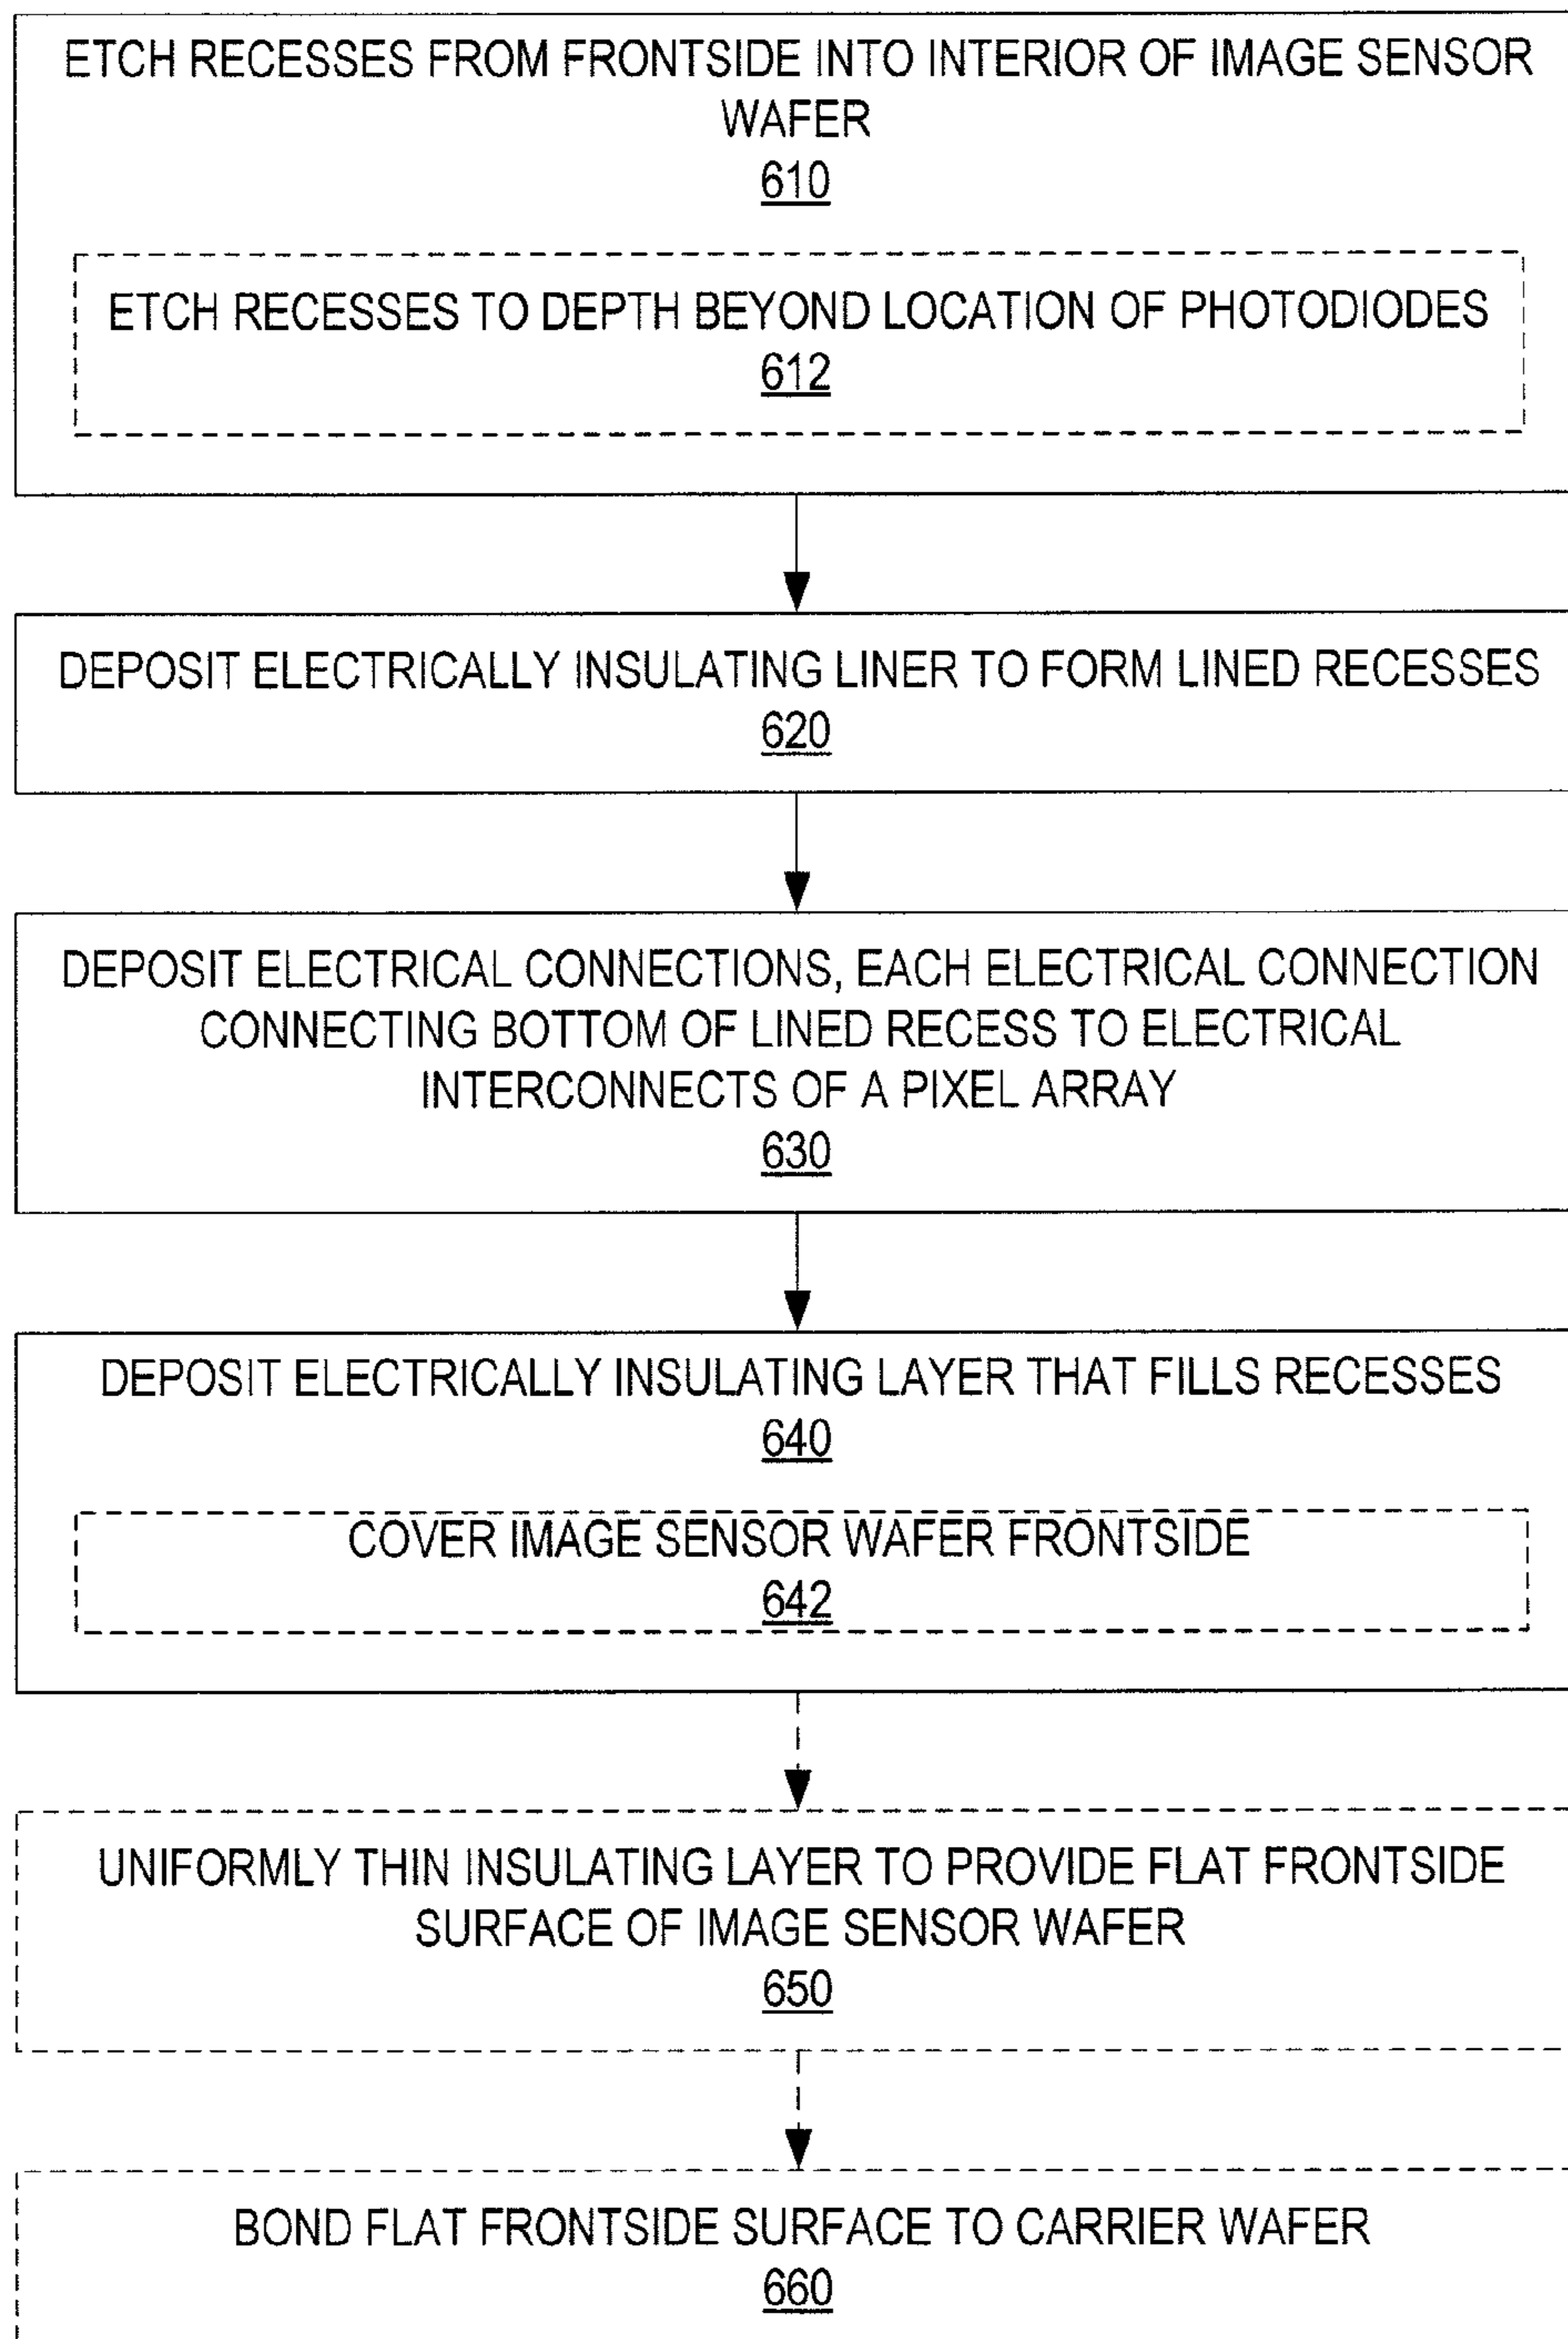 ETCH RECESSES FROM FRONTSIDE INTO INTERIOR OF IMAGE SENSOR
WAFER
610
ETCH RECESSES TO DEPTH BEYOND LOCATION OF PHOTODIODES
612
DEPOSIT ELECTRICALLY INSULATING LINER TO FORM LINED RECESSES
620
DEPOSIT ELECTRICAL CONNECTIONS, EACH ELECTRICAL CONNECTION
CONNECTING BOTTOM OF LINED RECESS TO ELECTRICAL
INTERCONNECTS OF A PIXEL ARRAY
630
DEPOSIT ELECTRICALLY INSULATING LAYER THAT FILLS RECESSES
640
COVER IMAGE SENSOR WAFER FRONTSIDE
642
UNIFORMLY THIN INSULATING LAYER TO PROVIDE FLAT FRONTSIDE
SURFACE OF IMAGE SENSOR WAFER
650
BOND FLAT FRONTSIDE SURFACE TO CARRIER WAFER
660